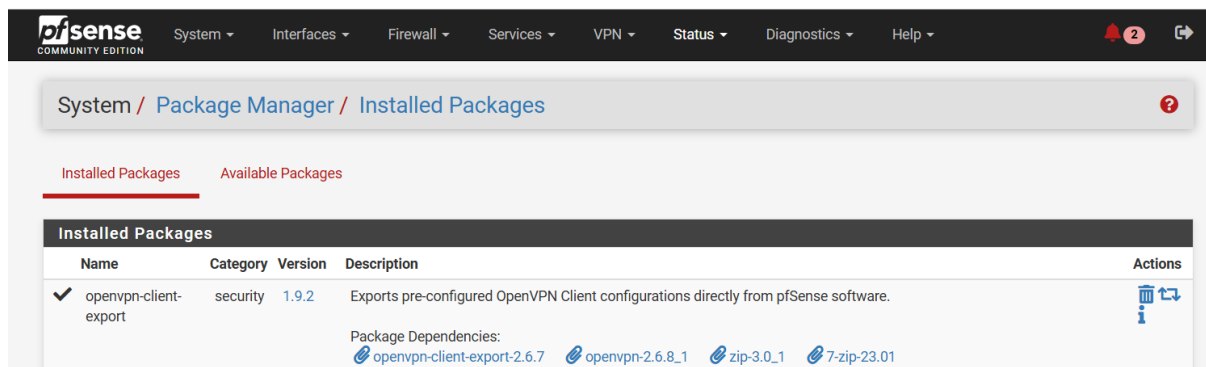 pfsense System Interfaces Firewall Services VPN Status Diagnostics Help 2
COMMUNITY EDITION
System / Package Manager / Installed Packages
Installed Packages Available Packages
Installed Packages
Name Category Version Description Actions
openvpn-client- security 1.9.2 Exports pre-configured OpenVPN Client configurations directly from pfSense software.
export
Package Dependencies:
openvpn-client-export-2.6.7 openvpn-2.6.8_1 zip-3.0_1 7-zip-23.01